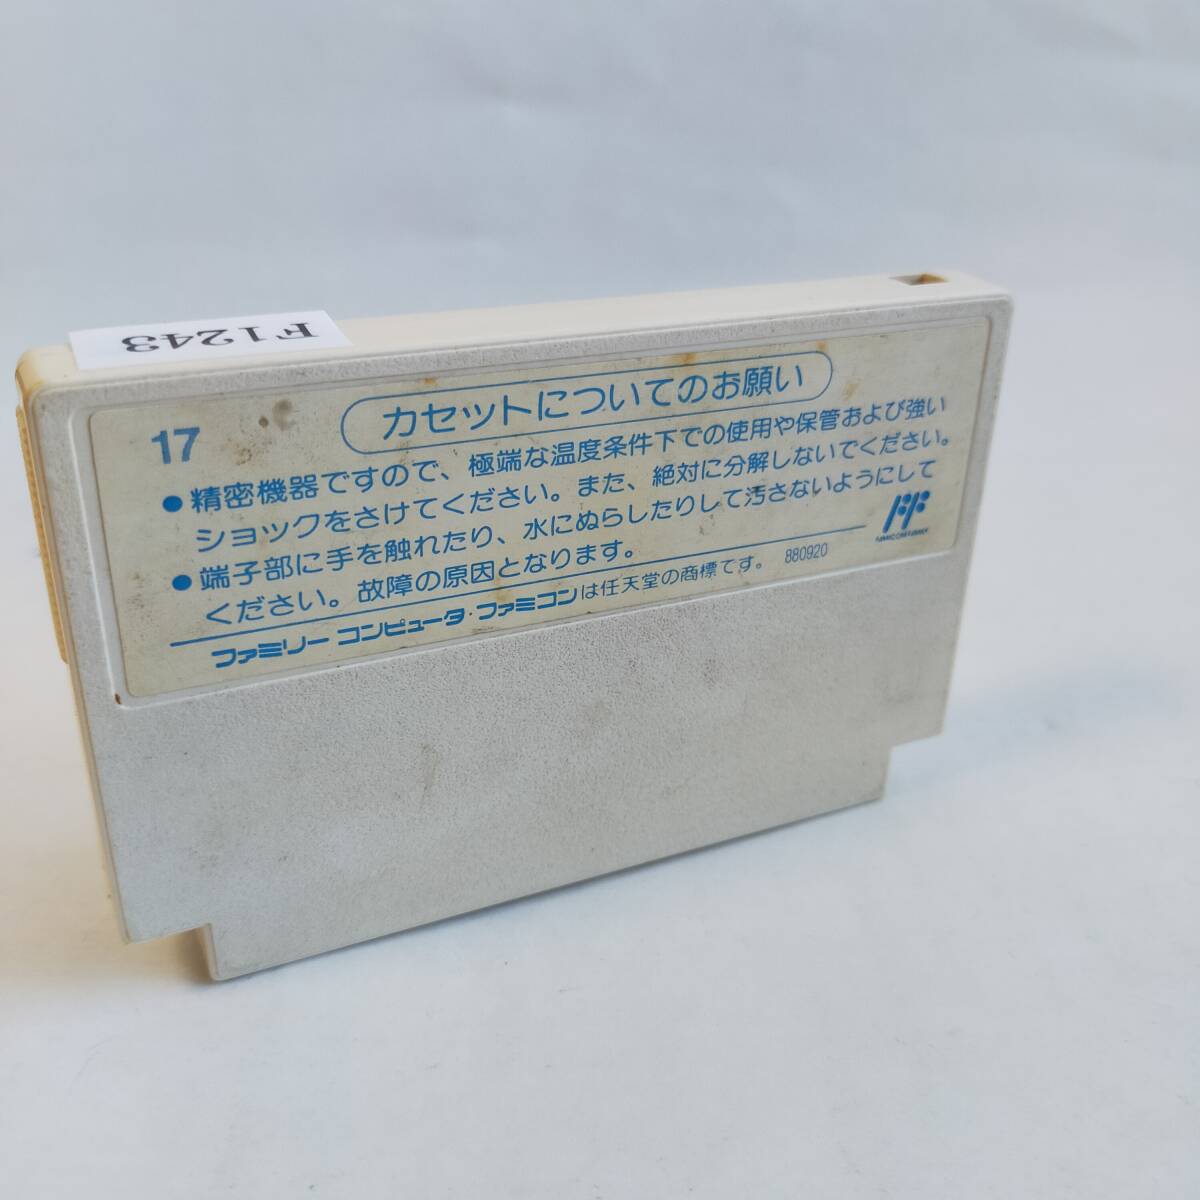 F1243
17
カセットについてのお願い
●精密機器ですので、極端な温度条件下での使用や保管および強い
ショックをさけてください。また、絶対に分解しないでください。
●端子部に手を触れたり、水にぬらしたりして汚さないようにして
ください。故障の原因となります。
FF
ファミリー コンピュータ・ファミコンは任天堂の商標です。 880920